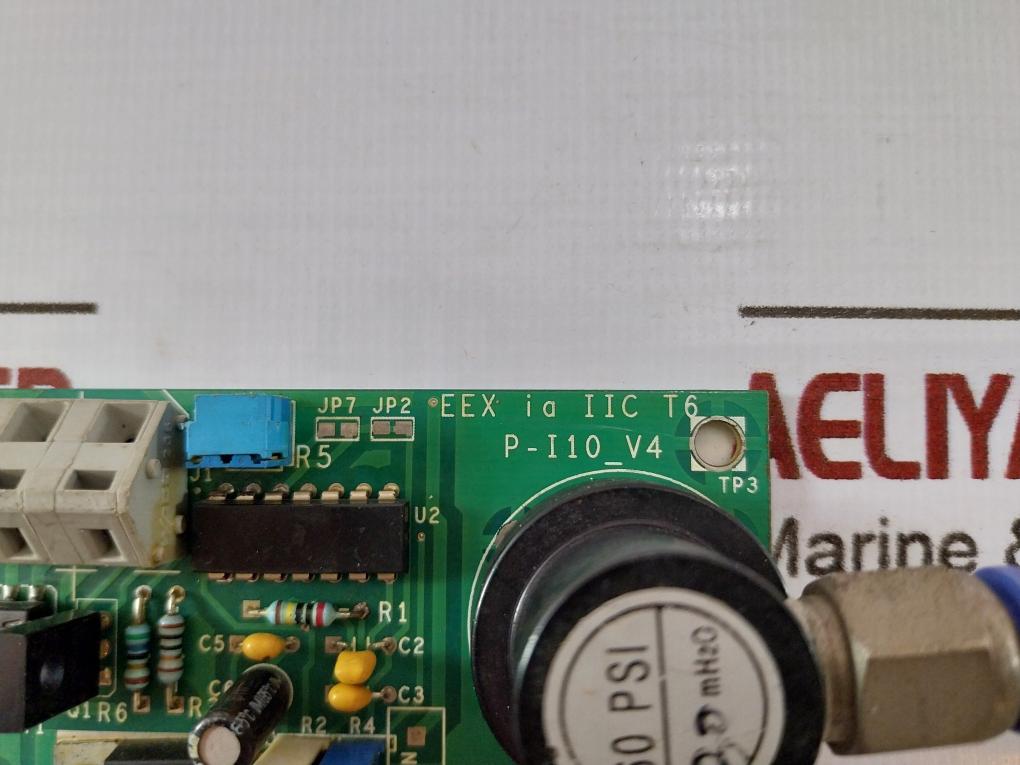 AELIYA
Marine &
JP7 JP2 EEX ia IIC T6
P-I10_V4
R5
J1
TP3
U2
R1
C5 C2
C3
Q1 R6
R2 R4
PSI
mH2O